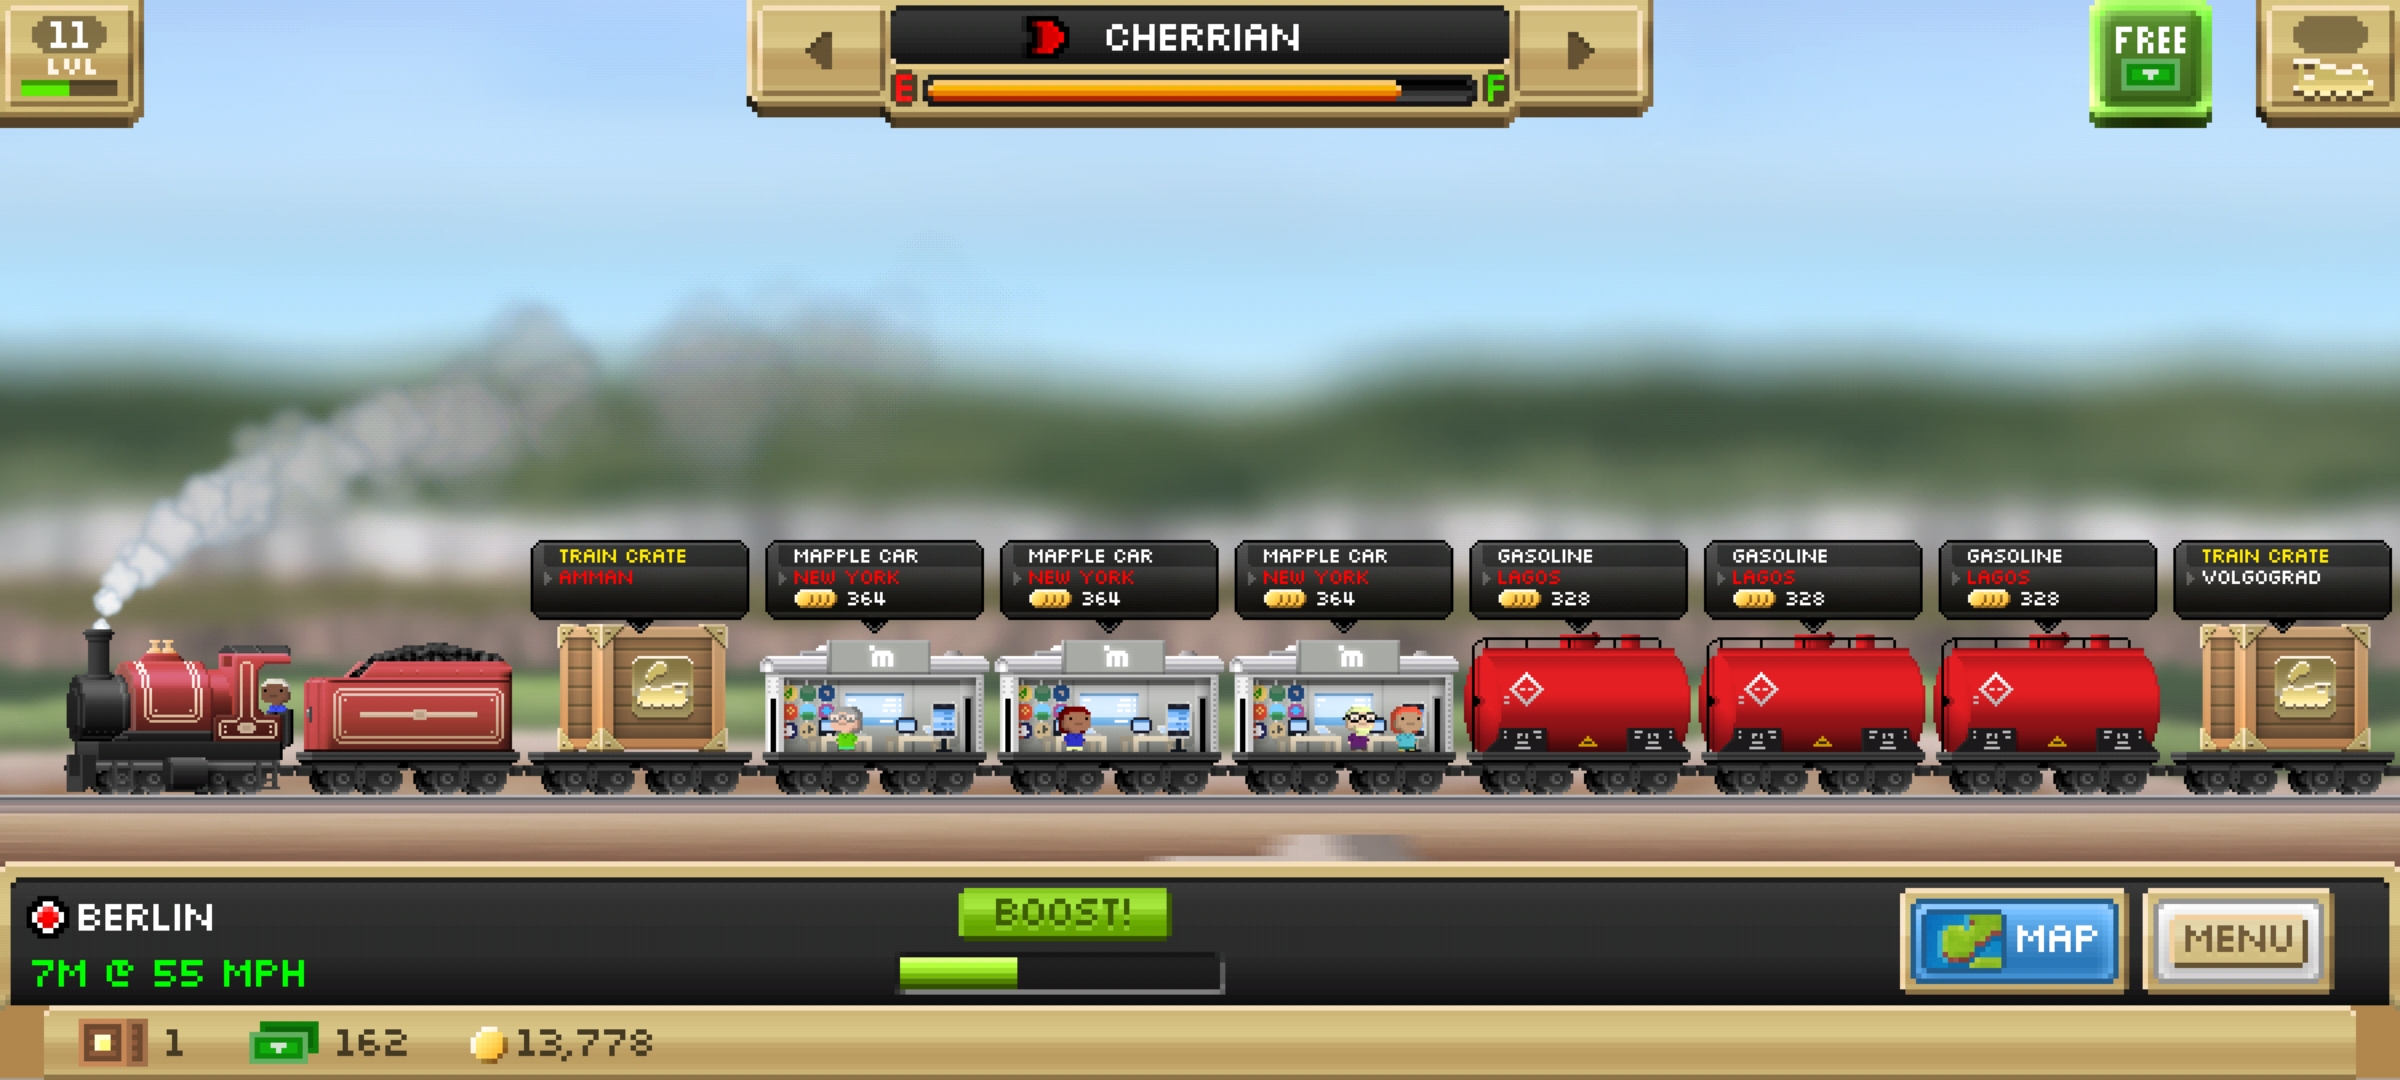 11
LVL
CHERRIAN
E
F
FREE
TRAIN CRATE
AMMAN
MAPPLE CAR
NEW YORK
364
MAPPLE CAR
NEW YORK
364
MAPPLE CAR
NEW YORK
364
GASOLINE
LAGOS
328
GASOLINE
LAGOS
328
GASOLINE
LAGOS
328
TRAIN CRATE
VOLGOGRAD
m
m
m
BERLIN
7M @ 55 MPH
BOOST!
MAP
MENU
1
162
13,778